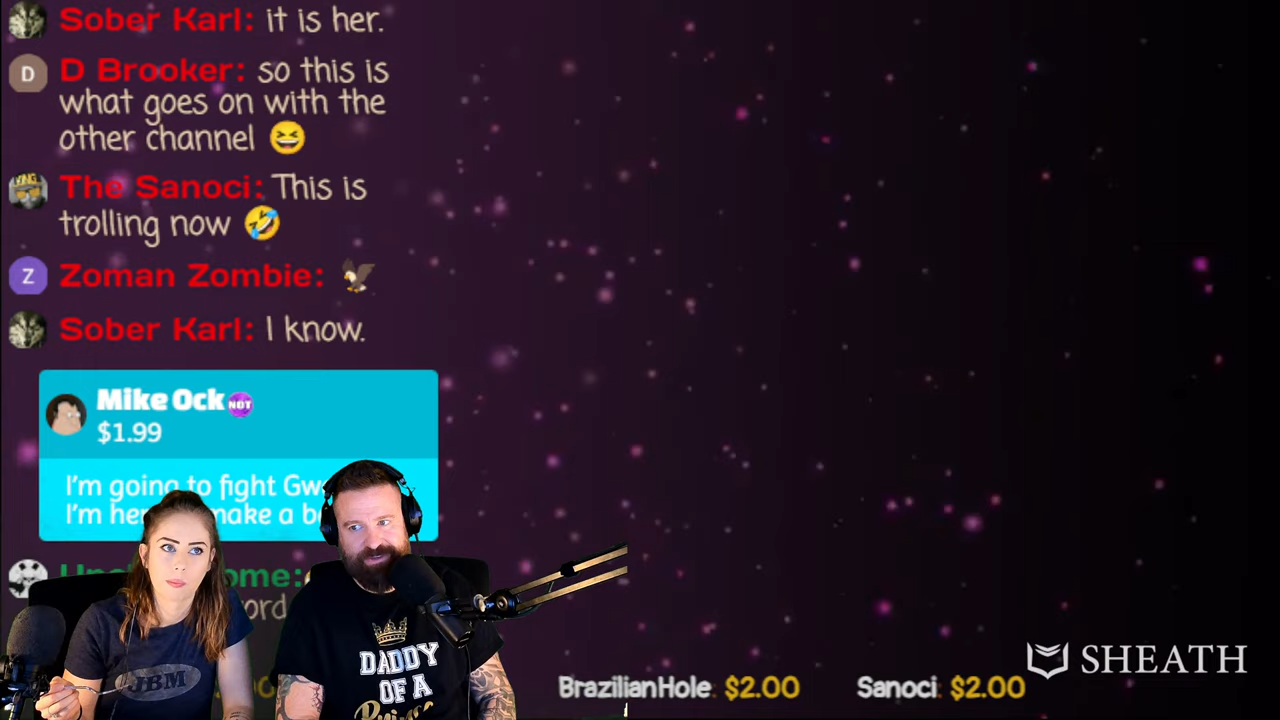 Sober Karl: it is her.
D
D Brooker: so this is
what goes on with the
other channel
KING
The Sanoci: This is
trolling now
Z
Zoman Zombie:
Sober Karl: I know.
Mike Ock NOT
$1.99
I'm going to fight
I'm make a
DADDY
OF A
JBM
BrazilianHole: $2.00
Sanoci: $2.00
SHEATH